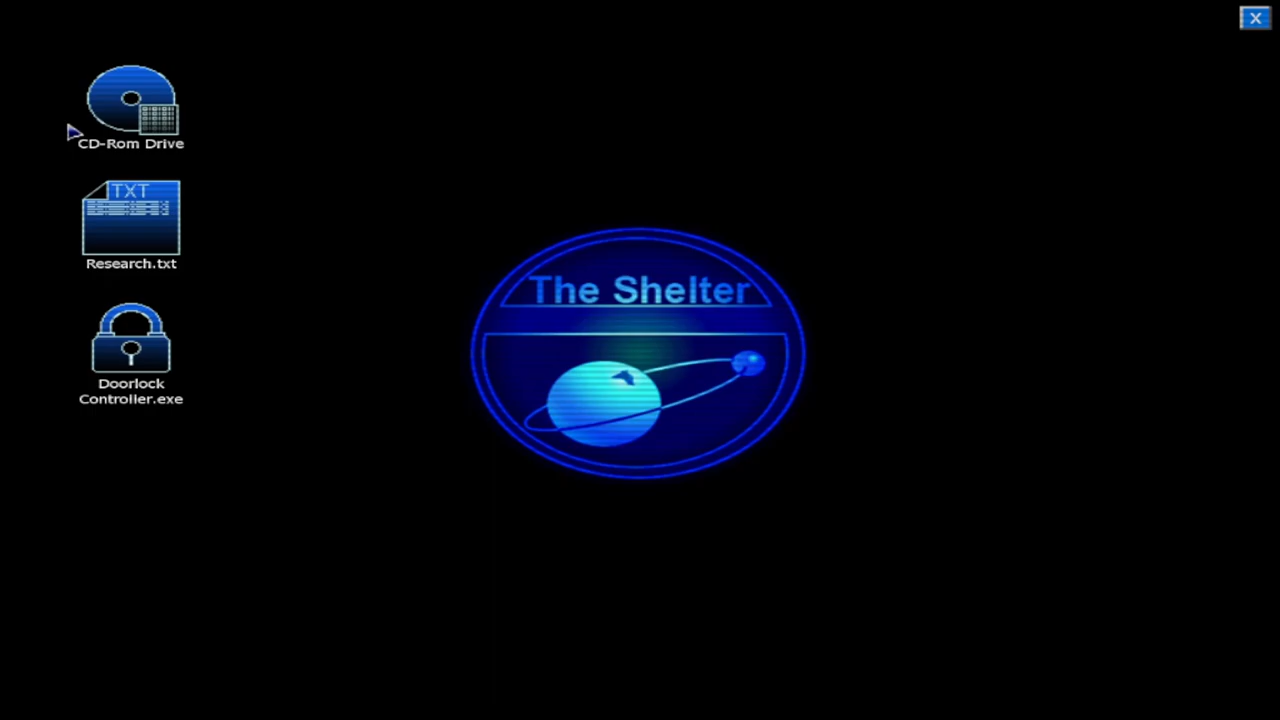 X
CD-Rom Drive
TXT
Research.txt
Doorlock
Controller.exe
The Shelter